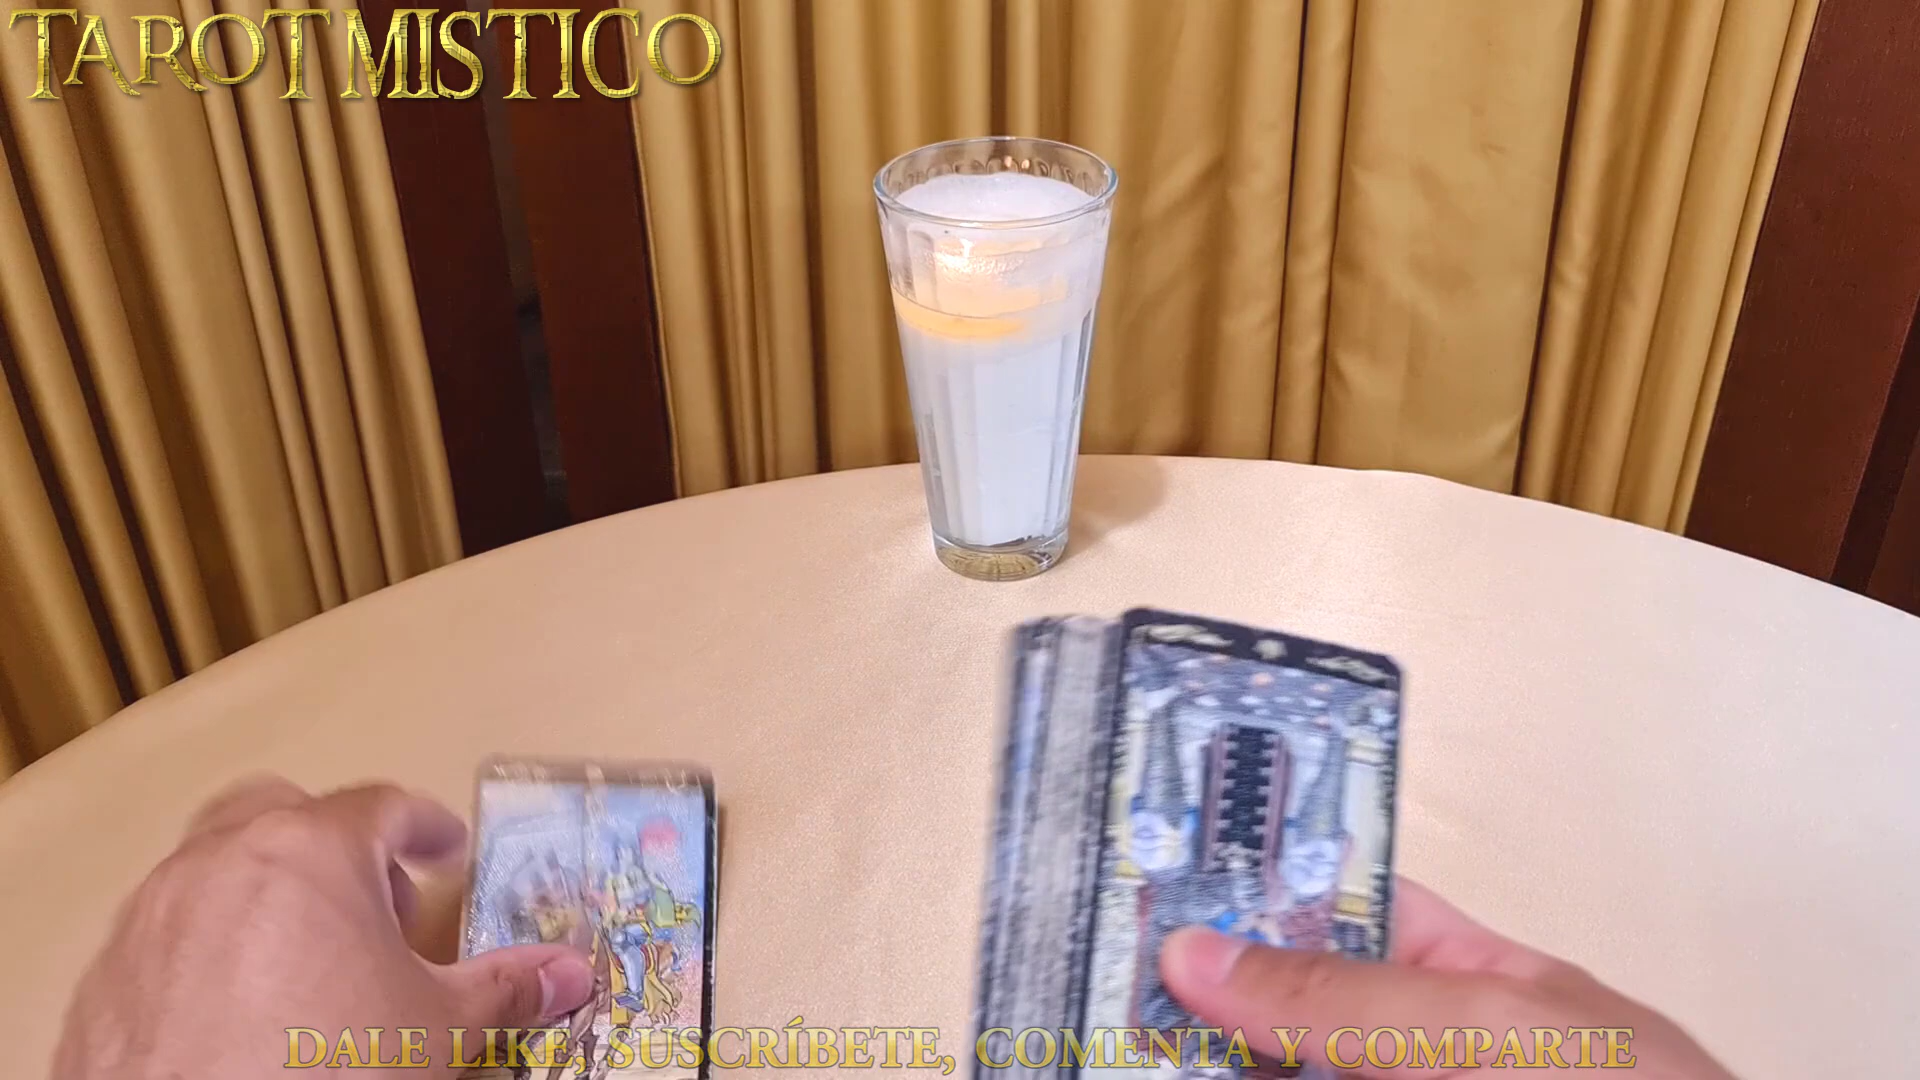 TAROT MISTICO
DALE LIKE, SUSCRÍBETE, COMENTA Y COMPARTE